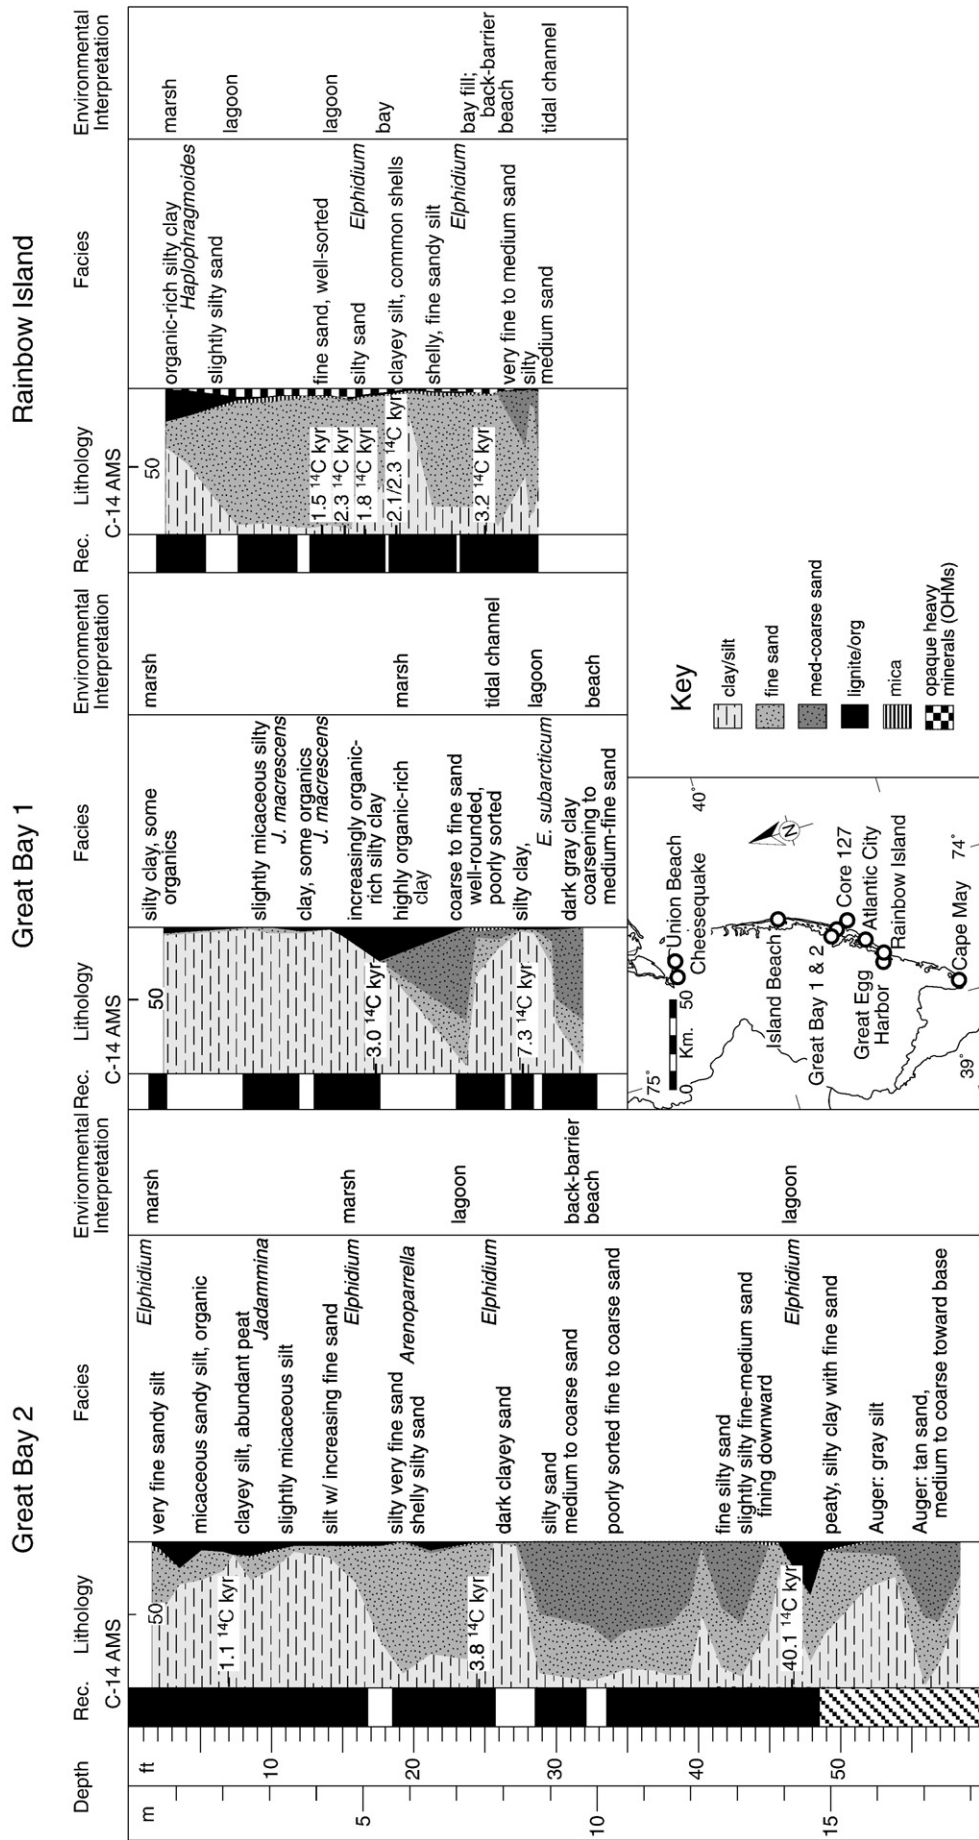 Great Bay 2
Depth
m
ft
5
10
15
10
20
30
40
50
Rec.
Lithology
C-14 AMS
50
1.1 ¹⁴C kyr
3.8 ¹⁴C kyr
40.1 ¹⁴C kyr
Facies
Elphidium
very fine sandy silt
micaceous sandy silt, organic
clayey silt, abundant peat
Jadammina
slightly micaceous silt
silt w/ increasing fine sand
Elphidium
silty very fine sand
Arenoparrella
shelly silty sand
Elphidium
dark clayey sand
silty sand
medium to coarse sand
poorly sorted fine to coarse sand
fine silty sand
slightly silty fine-medium sand
fining downward
Elphidium
peaty, silty clay with fine sand
Auger: gray silt
Auger: tan sand,
medium to coarse toward base
Environmental
Interpretation
marsh
marsh
lagoon
back-barrier
beach
lagoon
Great Bay 1
Rec.
Lithology
C-14 AMS
50
3.0 ¹⁴C kyr
7.3 ¹⁴C kyr
Facies
silty clay, some
organics
slightly micaceous silty
J. macrescens
clay, some organics
J. macrescens
increasingly organic-
rich silty clay
highly organic-rich
clay
coarse to fine sand
well-rounded,
poorly sorted
silty clay,
E. subarcticum
dark gray clay
coarsening to
medium-fine sand
Environmental
Interpretation
marsh
marsh
tidal channel
lagoon
beach
Rainbow Island
Rec.
Lithology
C-14 AMS
50
1.5 ¹⁴C kyr
2.3 ¹⁴C kyr
1.8 ¹⁴C kyr
2.1/2.3 ¹⁴C kyr
3.2 ¹⁴C kyr
Facies
organic-rich silty clay
Haplophragmoides
slightly silty sand
fine sand, well-sorted
silty sand
Elphidium
clayey silt, common shells
shelly, fine sandy silt
Elphidium
very fine to medium sand
silty
medium sand
Environmental
Interpretation
marsh
lagoon
lagoon
bay
bay fill;
back-barrier
beach
tidal channel
75°
0 Km. 50
Union Beach
Cheesequake
40°
Island Beach
Great Bay 1 & 2
Core 127
Atlantic City
Great Egg
Harbor
Rainbow Island
Cape May
39°
74°
N
Key
clay/silt
fine sand
med-coarse sand
lignite/org
mica
opaque heavy
minerals (OHMs)